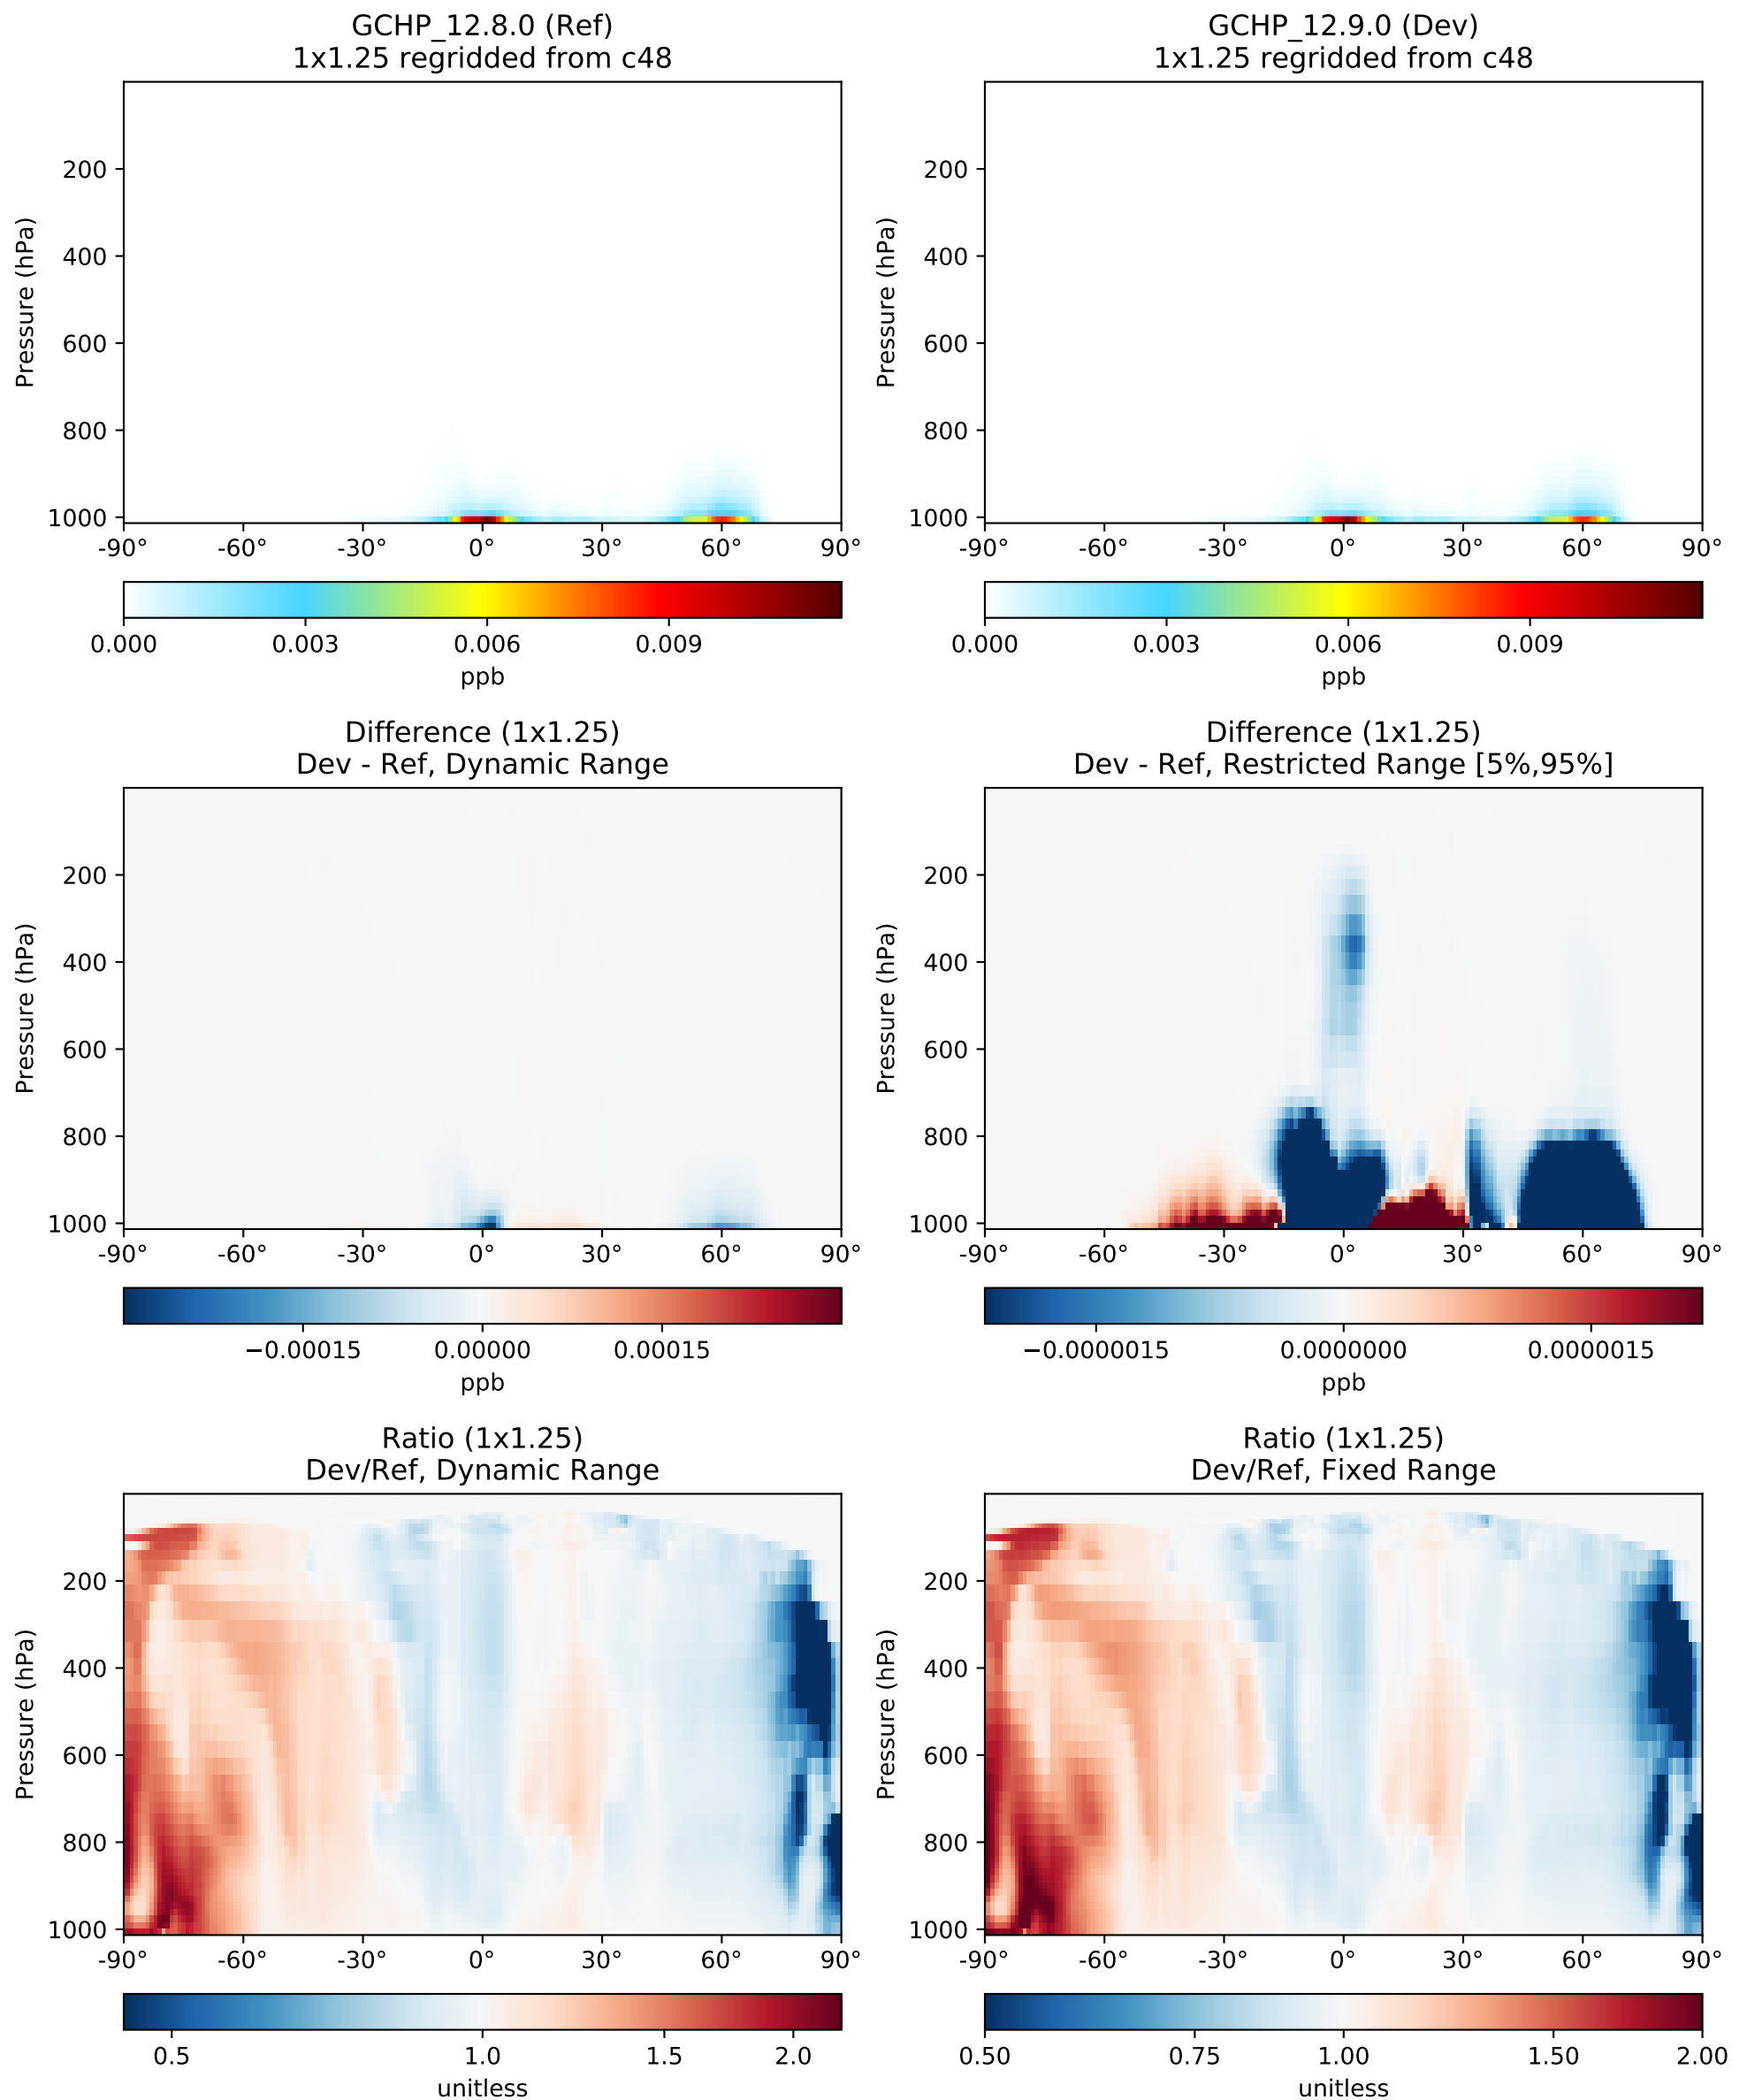 GCHP_12.8.0 (Ref)
1x1.25 regridded from c48
Pressure (hPa)
200
400
600
800
1000
-90° -60° -30° 0° 30° 60° 90°
0.000 0.003 0.006 0.009
ppb
GCHP_12.9.0 (Dev)
1x1.25 regridded from c48
Pressure (hPa)
200
400
600
800
1000
-90° -60° -30° 0° 30° 60° 90°
0.000 0.003 0.006 0.009
ppb
Difference (1x1.25)
Dev - Ref, Dynamic Range
Pressure (hPa)
200
400
600
800
1000
-90° -60° -30° 0° 30° 60° 90°
−0.00015 0.00000 0.00015
ppb
Difference (1x1.25)
Dev - Ref, Restricted Range [5%,95%]
Pressure (hPa)
200
400
600
800
1000
-90° -60° -30° 0° 30° 60° 90°
−0.0000015 0.0000000 0.0000015
ppb
Ratio (1x1.25)
Dev/Ref, Dynamic Range
Pressure (hPa)
200
400
600
800
1000
-90° -60° -30° 0° 30° 60° 90°
0.5 1.0 1.5 2.0
unitless
Ratio (1x1.25)
Dev/Ref, Fixed Range
Pressure (hPa)
200
400
600
800
1000
-90° -60° -30° 0° 30° 60° 90°
0.50 0.75 1.00 1.50 2.00
unitless